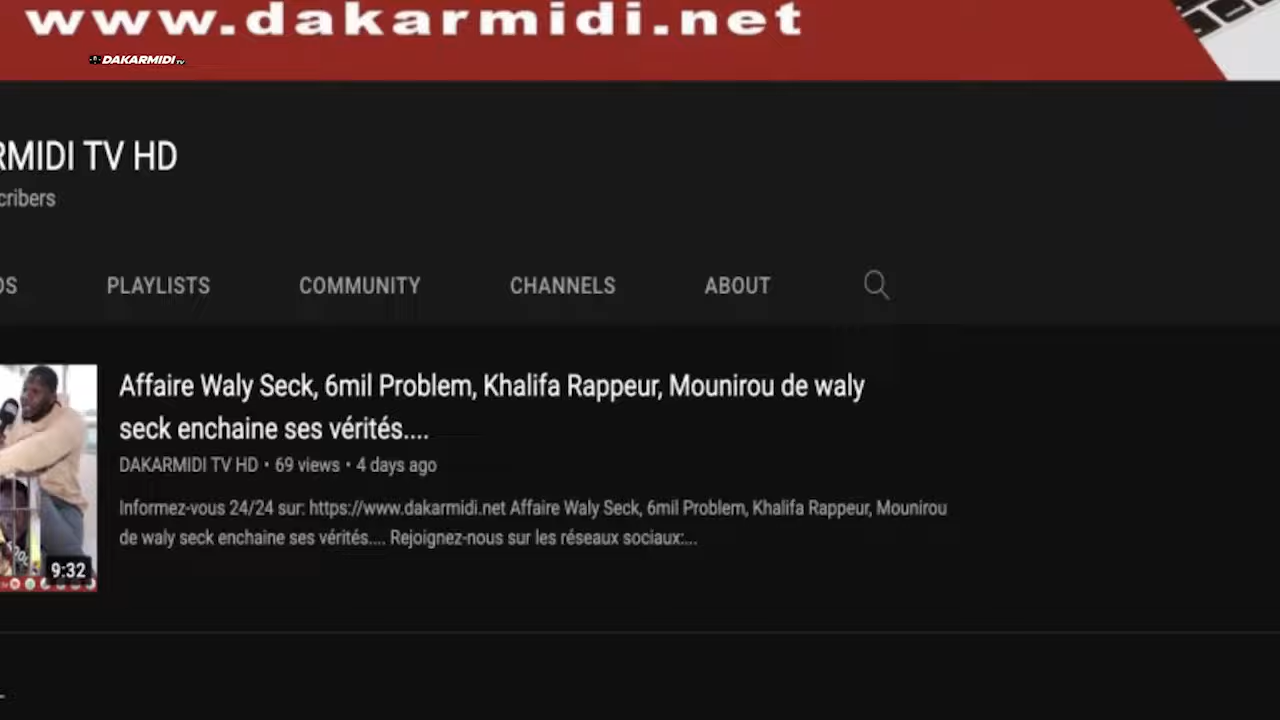 www.dakarmidi.net
DAKARMIDI TV
RMIDI TV HD
cribers
OS PLAYLISTS COMMUNITY CHANNELS ABOUT
Affaire Waly Seck, 6mil Problem, Khalifa Rappeur, Mounirou de waly
seck enchaine ses vérités....
DAKARMIDI TV HD • 69 views • 4 days ago
Informez-vous 24/24 sur: https://www.dakarmidi.net Affaire Waly Seck, 6mil Problem, Khalifa Rappeur, Mounirou
de waly seck enchaine ses vérités.... Rejoignez-nous sur les réseaux sociaux:...
9:32